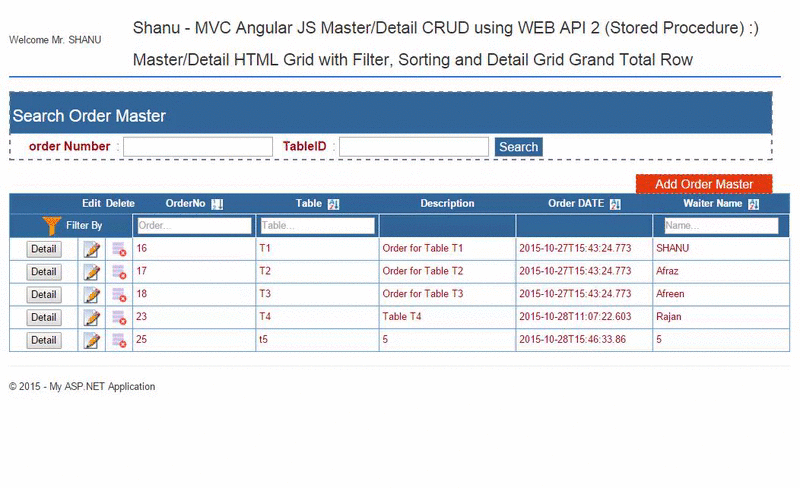 Welcome Mr. SHANU
Shanu - MVC Angular JS Master/Detail CRUD using WEB API 2 (Stored Procedure) :)
Master/Detail HTML Grid with Filter, Sorting and Detail Grid Grand Total Row
Search Order Master
order Number : TableID : Search
Add Order Master
Edit Delete OrderNo Table Description Order DATE Waiter Name
Filter By Order... Table... Name...
Detail 16 T1 Order for Table T1 2015-10-27T15:43:24.773 SHANU
Detail 17 T2 Order for Table T2 2015-10-27T15:43:24.773 Afraz
Detail 18 T3 Order for Table T3 2015-10-27T15:43:24.773 Afreen
Detail 23 T4 Table T4 2015-10-28T11:07:22.603 Rajan
Detail 25 t5 5 2015-10-28T15:46:33.86 5
© 2015 - My ASP.NET Application